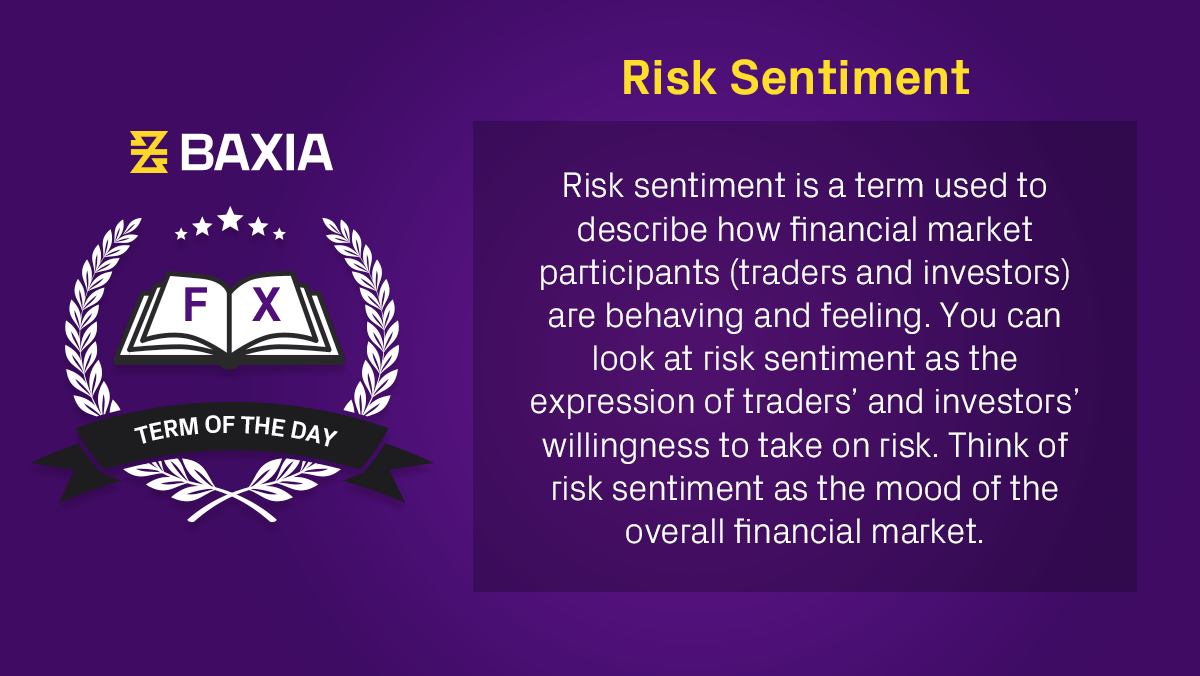 BAXIA
F X
TERM OF THE DAY
Risk Sentiment
Risk sentiment is a term used to
describe how financial market
participants (traders and investors)
are behaving and feeling. You can
look at risk sentiment as the
expression of traders’ and investors’
willingness to take on risk. Think of
risk sentiment as the mood of the
overall financial market.